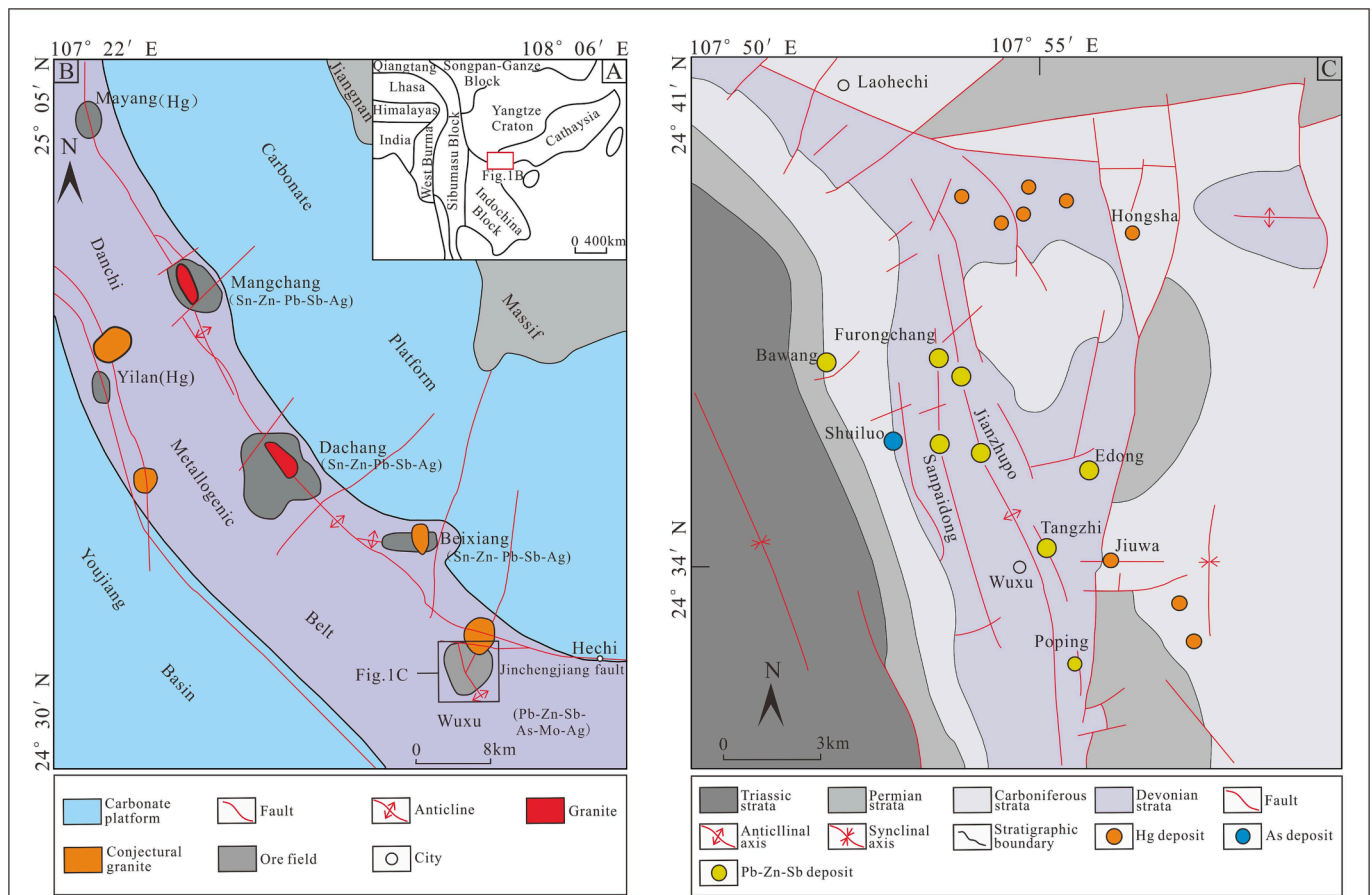 107° 22′ E
108° 06′ E
25° 05′ N
24° 30′ N
B
Mayang(Hg)
N
Jiangnan
Massif
Carbonate
Platform
Danchi
Metallogenic
Belt
Mangchang
(Sn-Zn- Pb-Sb-Ag)
Yilan(Hg)
Dachang
(Sn-Zn-Pb-Sb-Ag)
Beixiang
(Sn-Zn- Pb-Sb-Ag)
Youjiang
Basin
Hechi
Jinchengjiang fault
Fig.1C
Wuxu
(Pb-Zn-Sb-
As-Mo-Ag)
0 8km
A
Qiangtang
Songpan-Ganze
Block
Lhasa
Himalayas
India
West Burma
Sibumasu Block
Yangtze
Craton
Cathaysia
Fig.1B
Indochina
Block
0 400km
Carbonate
platform
Fault
Anticline
Granite
Conjectural
granite
Ore field
City
107° 50′ E
107° 55′ E
24° 41′ N
24° 34′ N
C
Laohechi
Hongsha
Furongchang
Bawang
Shuiluo
Sanpaidong
Jianzhupo
Edong
Tangzhi
Jiuwa
Wuxu
Poping
N
0 3km
Triassic
strata
Permian
strata
Carboniferous
strata
Devonian
strata
Fault
Anticllinal
axis
Synclinal
axis
Stratigraphic
boundary
Hg deposit
As deposit
Pb-Zn-Sb deposit